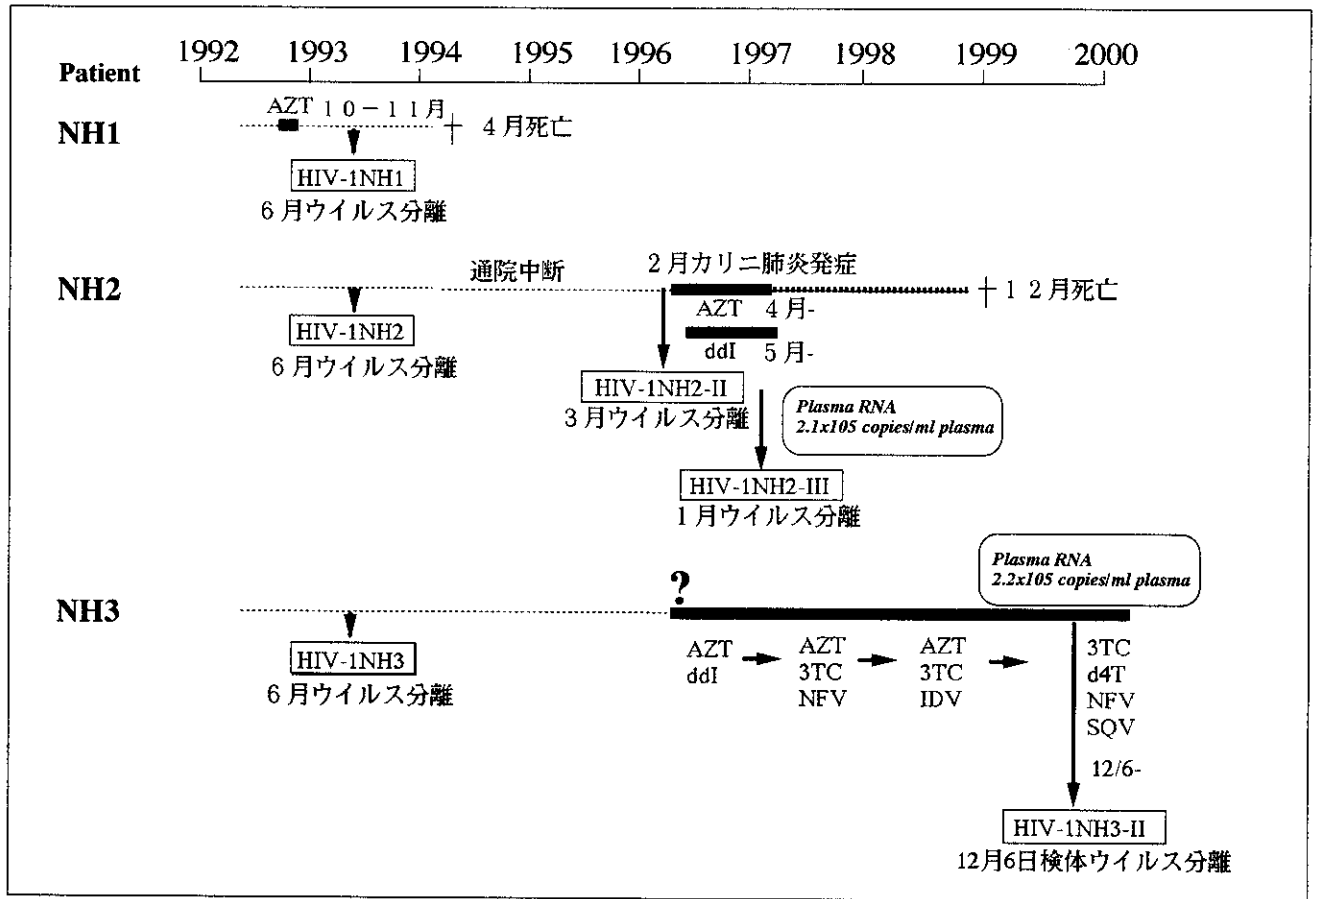 1992 1993 1994 1995 1996 1997 1998 1999 2000
Patient
AZT 10-11月
NH1
4月死亡
HIV-1NH1
6月ウイルス分離
通院中断
2月カリニ肺炎発症
NH2
12月死亡
AZT 4月-
HIV-1NH2
ddI 5月-
6月ウイルス分離
HIV-1NH2-II
3月ウイルス分離
Plasma RNA
2.1x105 copies/ml plasma
HIV-1NH2-III
1月ウイルス分離
Plasma RNA
2.2x105 copies/ml plasma
?
NH3
HIV-1NH3
6月ウイルス分離
AZT
ddI
AZT
3TC
NFV
AZT
3TC
IDV
3TC
d4T
NFV
SQV
12/6-
HIV-1NH3-II
12月6日検体ウイルス分離